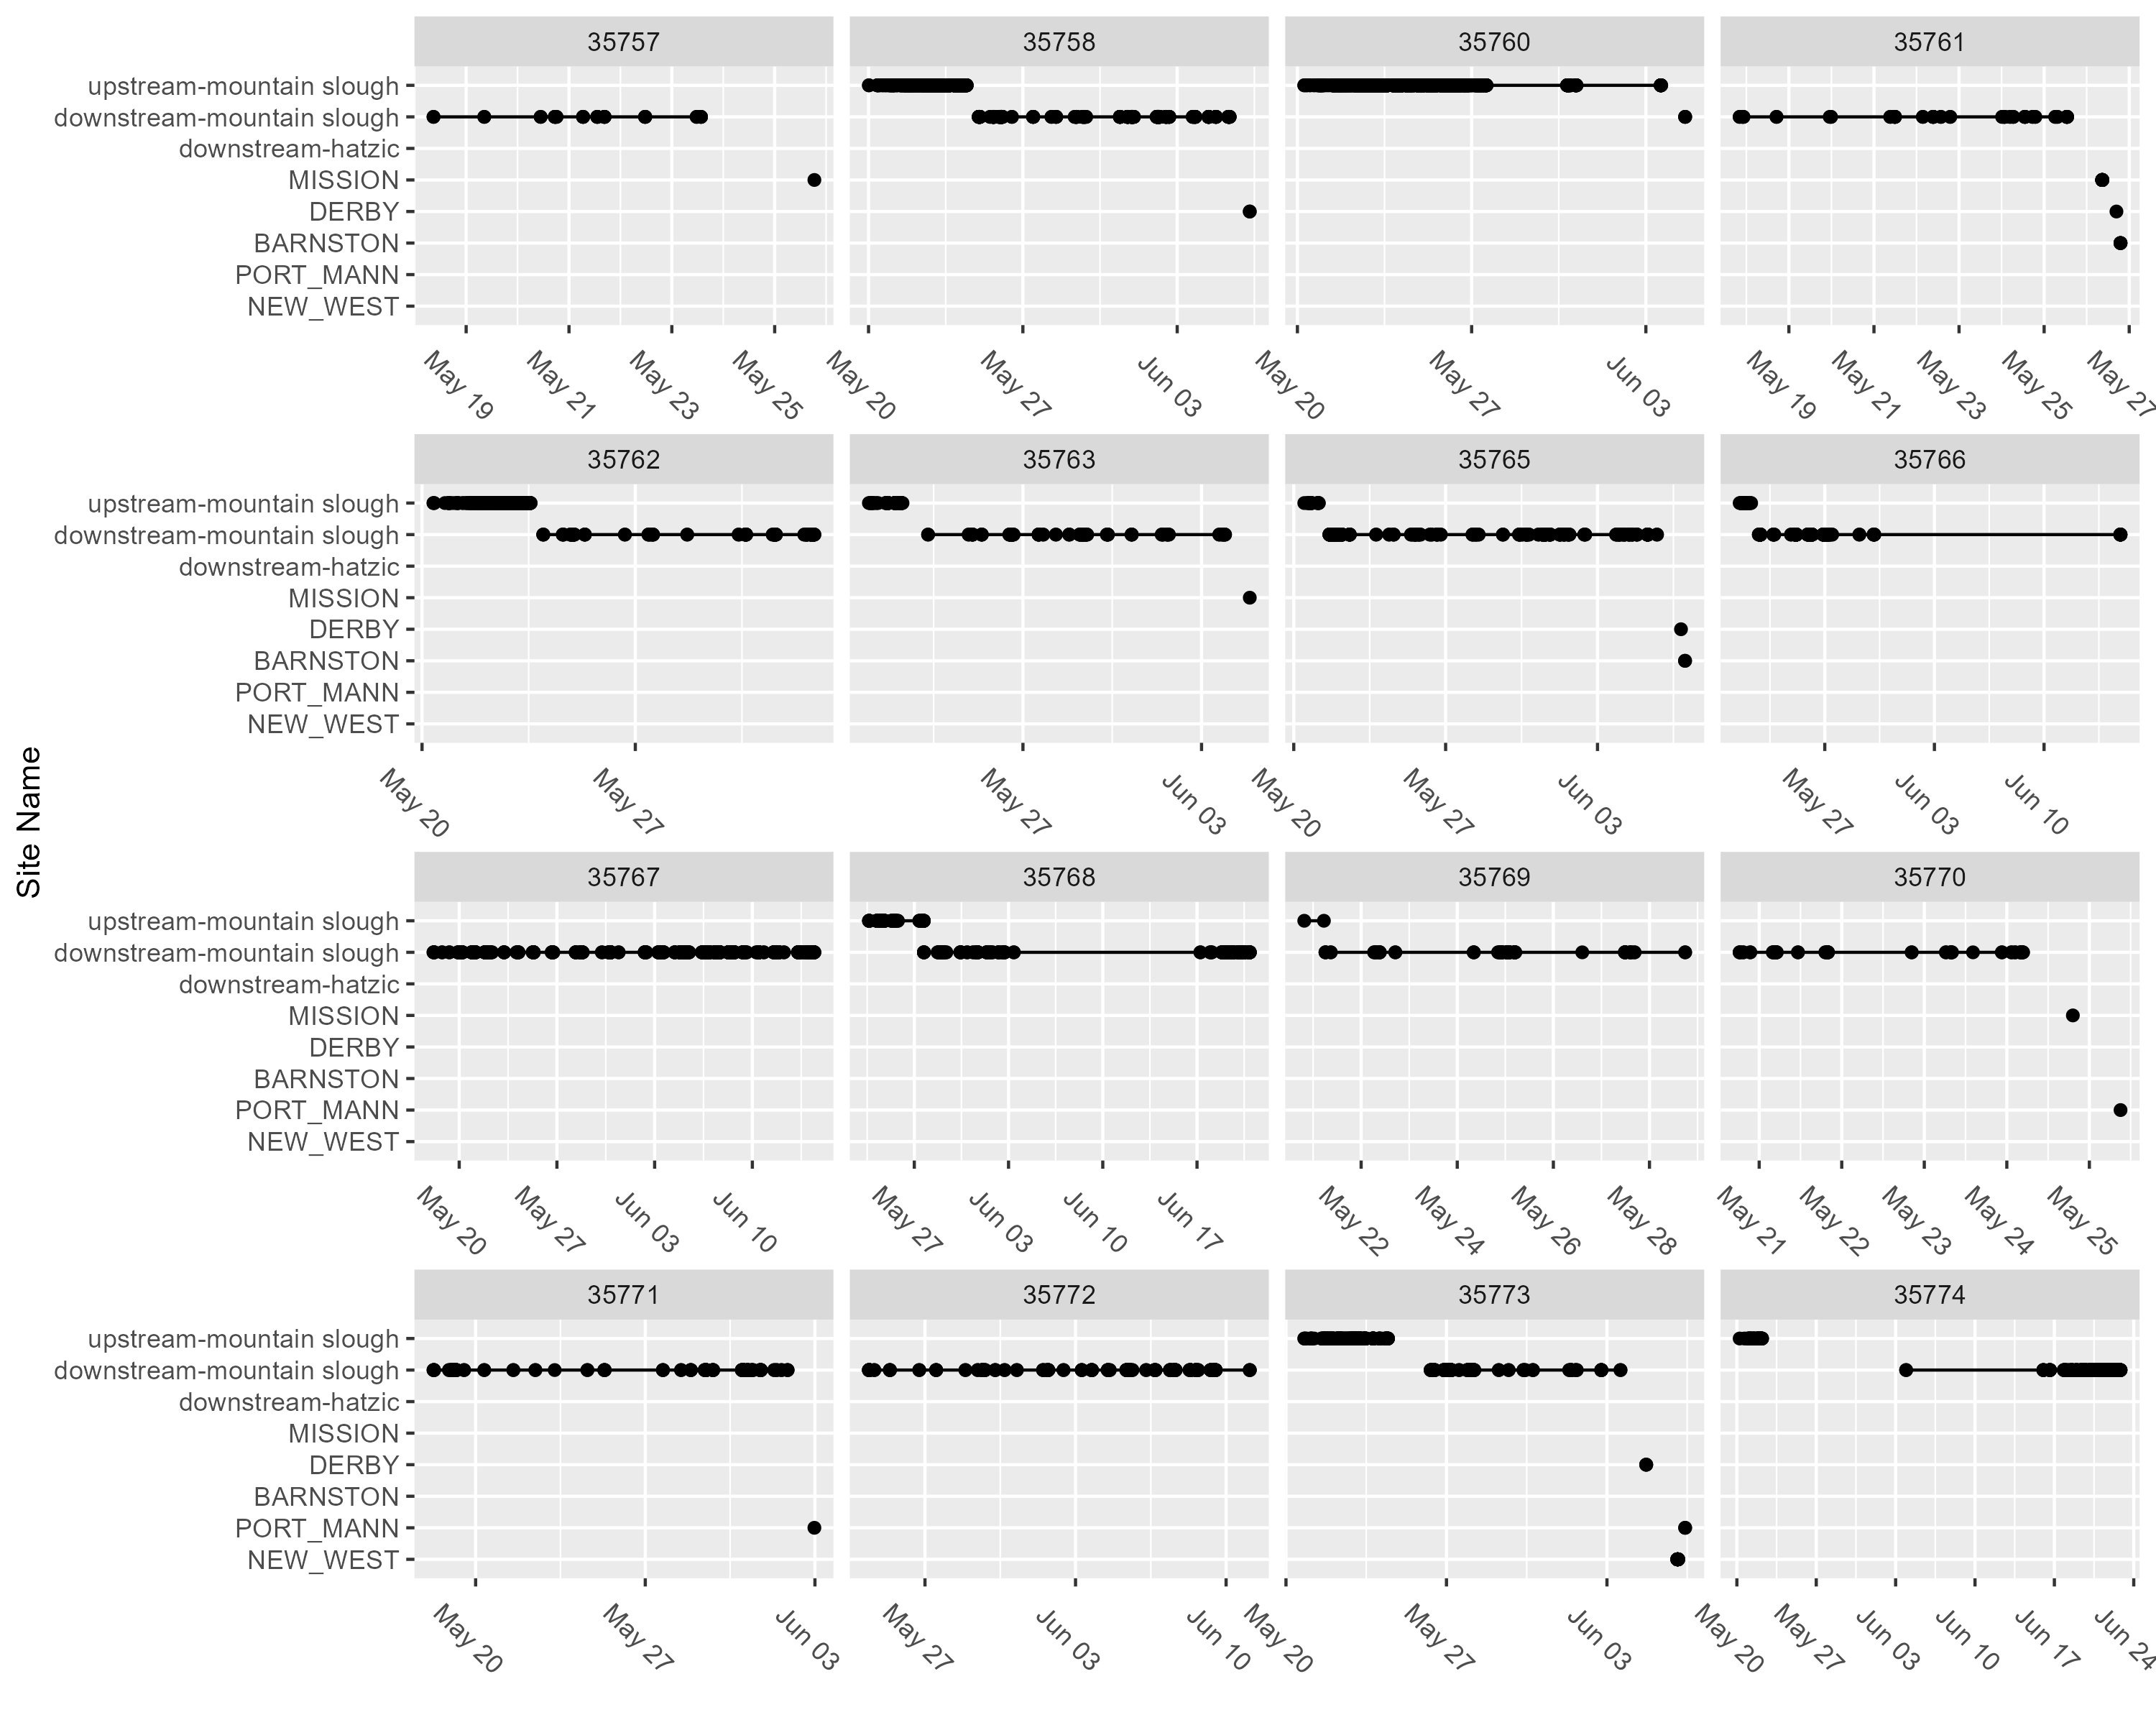 35757 35758 35760 35761
upstream-mountain slough
downstream-mountain slough
downstream-hatzic
MISSION
DERBY
BARNSTON
PORT_MANN
NEW_WEST
May 19 May 21 May 23 May 25 May 20 May 27 Jun 03 May 20 May 27 Jun 03 May 19 May 21 May 23 May 25 May 27
35762 35763 35765 35766
upstream-mountain slough
downstream-mountain slough
downstream-hatzic
MISSION
DERBY
BARNSTON
PORT_MANN
NEW_WEST
May 20 May 27 May 27 Jun 03 May 20 May 27 Jun 03 May 27 Jun 03 Jun 10
Site Name
35767 35768 35769 35770
upstream-mountain slough
downstream-mountain slough
downstream-hatzic
MISSION
DERBY
BARNSTON
PORT_MANN
NEW_WEST
May 20 May 27 Jun 03 Jun 10 May 27 Jun 03 Jun 10 Jun 17 May 22 May 24 May 26 May 28 May 21 May 22 May 23 May 24 May 25
35771 35772 35773 35774
upstream-mountain slough
downstream-mountain slough
downstream-hatzic
MISSION
DERBY
BARNSTON
PORT_MANN
NEW_WEST
May 20 May 27 Jun 03 May 27 Jun 03 Jun 10 May 20 May 27 Jun 03 May 20 May 27 Jun 03 Jun 10 Jun 17 Jun 24